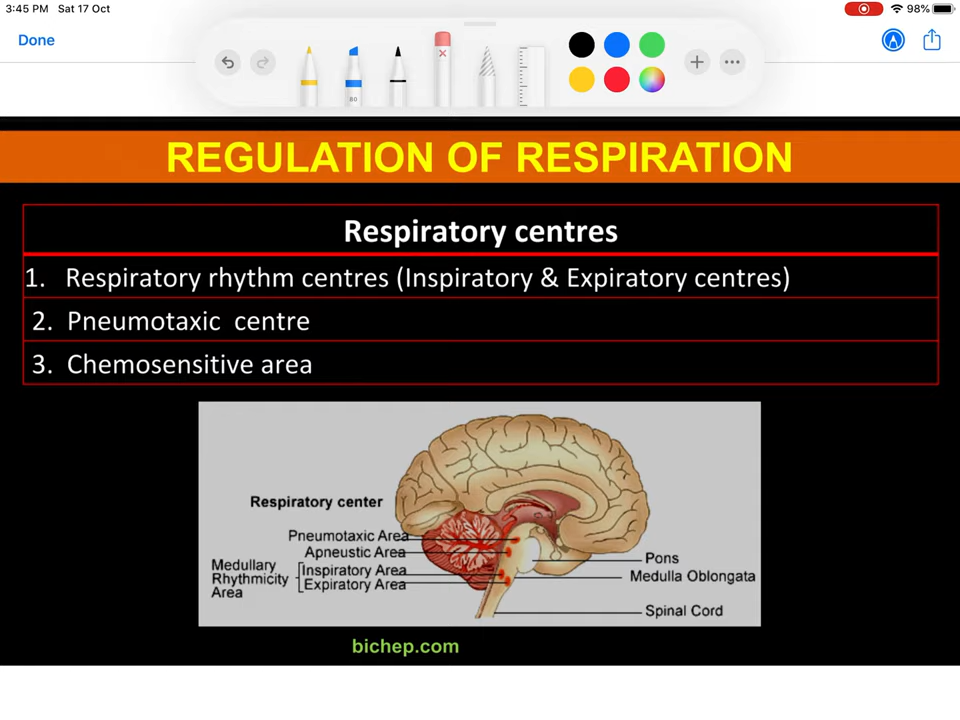 3:45 PM Sat 17 Oct
98%
Done
80
REGULATION OF RESPIRATION
Respiratory centres
1. Respiratory rhythm centres (Inspiratory & Expiratory centres)
2. Pneumotaxic centre
3. Chemosensitive area
Respiratory center
Pneumotaxic Area
Apneustic Area
Medullary
Rhythmicity
Area
Inspiratory Area
Expiratory Area
Pons
Medulla Oblongata
Spinal Cord
bichep.com